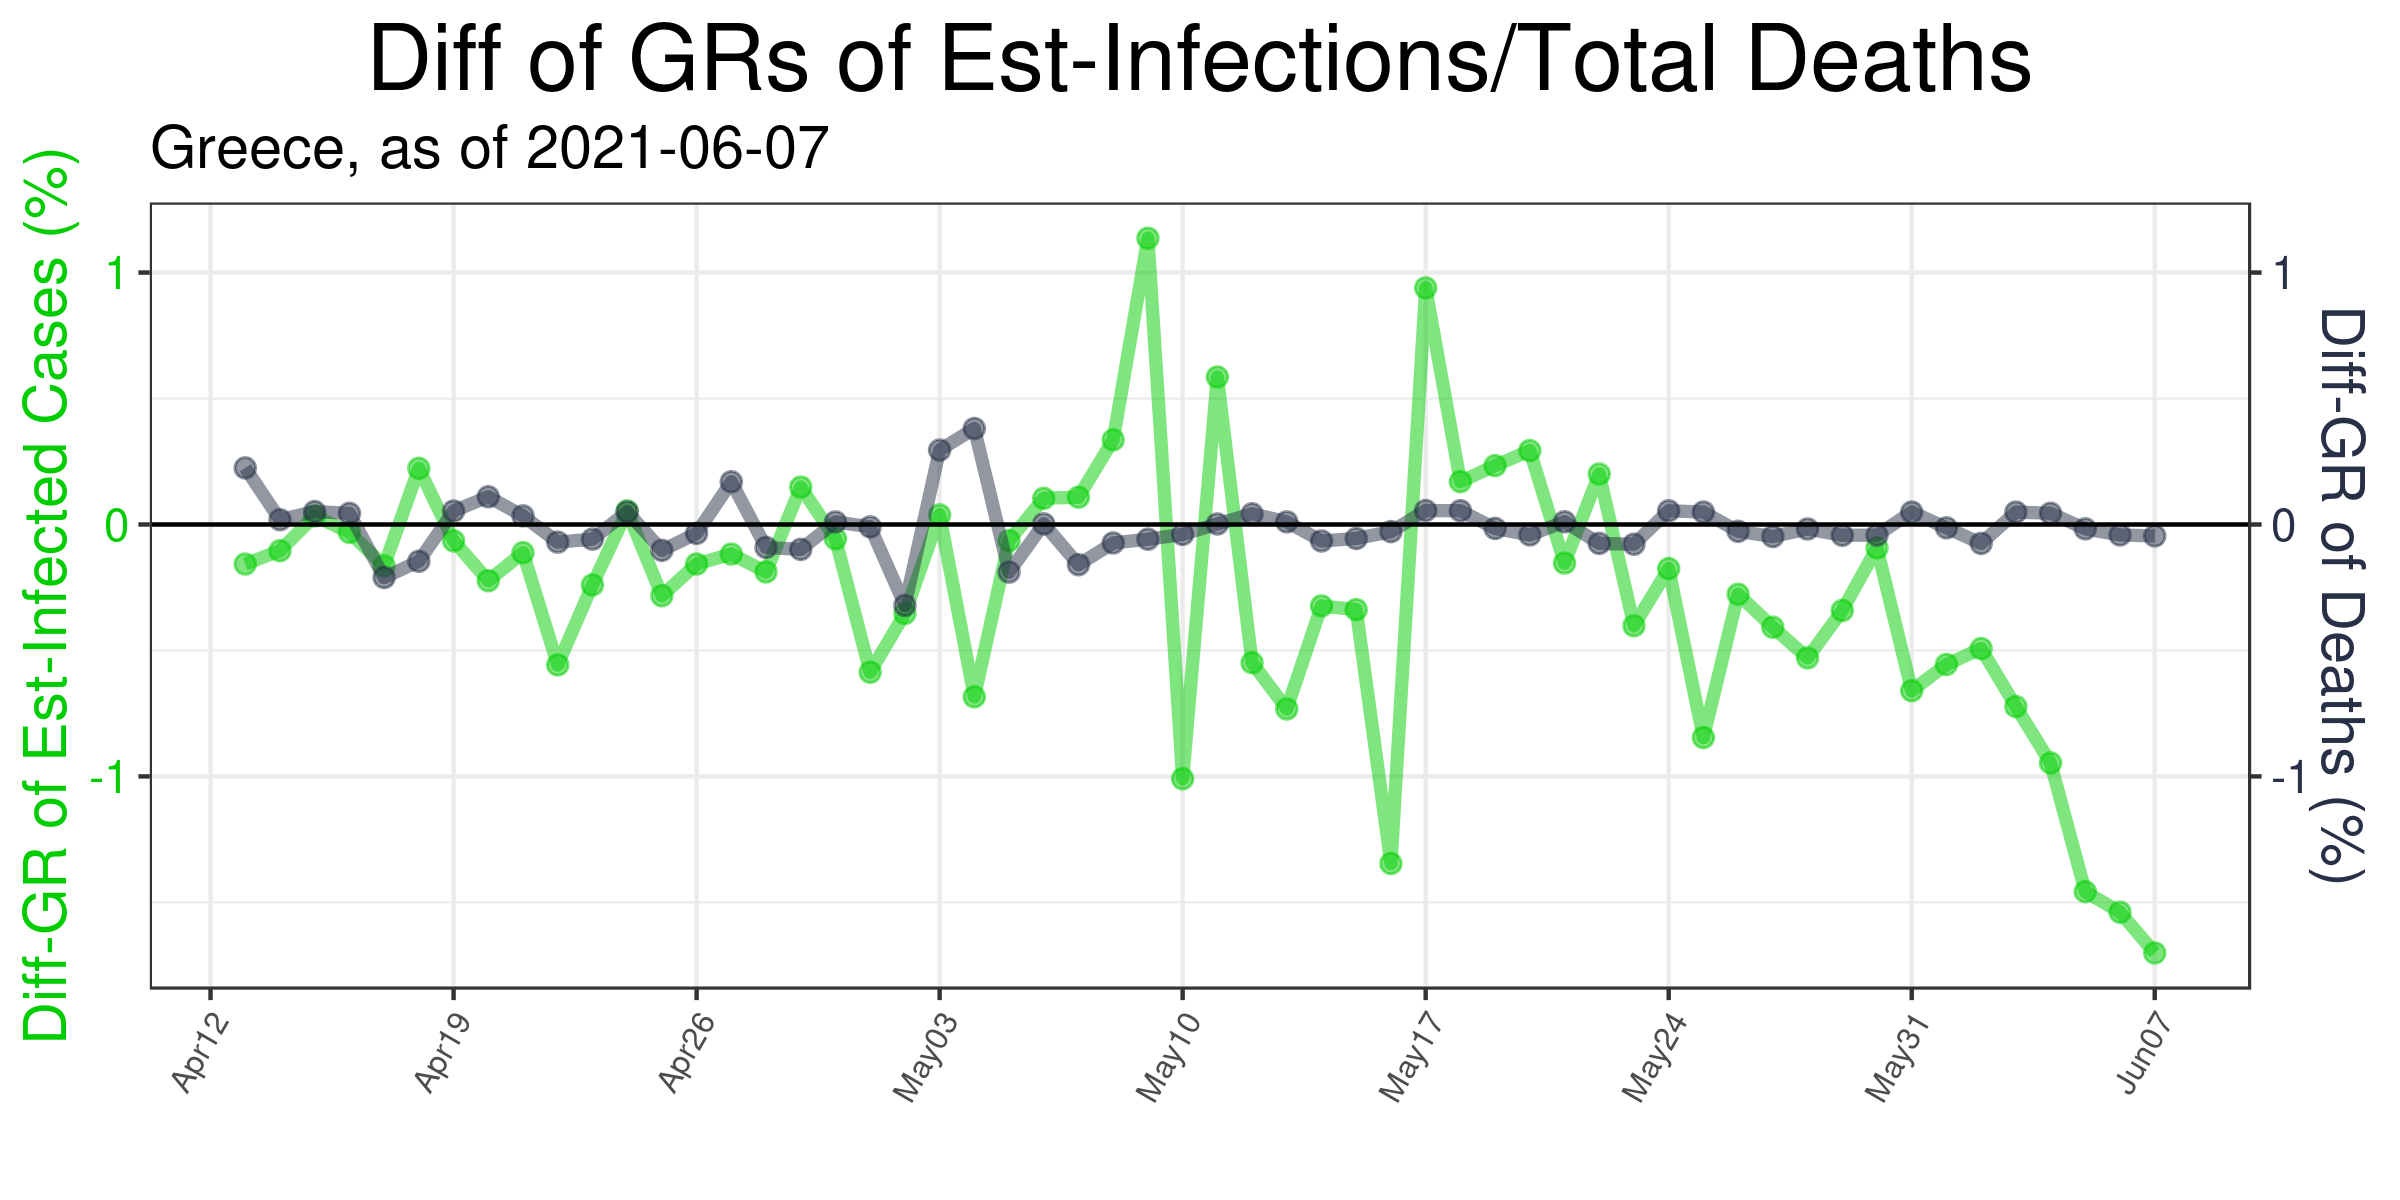 Diff of GRs of Est-Infections/Total Deaths
Greece, as of 2021-06-07
Diff-GR of Est-Infected Cases (%)
1
0
-1
1
0
-1
Diff-GR of Deaths (%)
Apr12
Apr19
Apr26
May03
May10
May17
May24
May31
Jun07